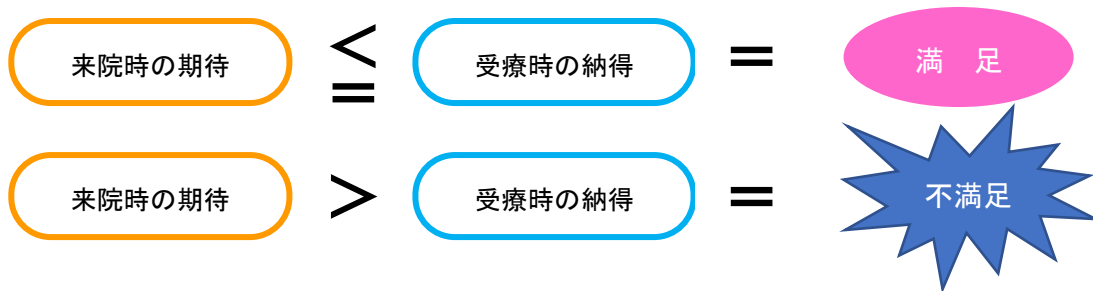 来院時の期待 ≦ 受療時の納得 = 満 足
来院時の期待 > 受療時の納得 = 不満足